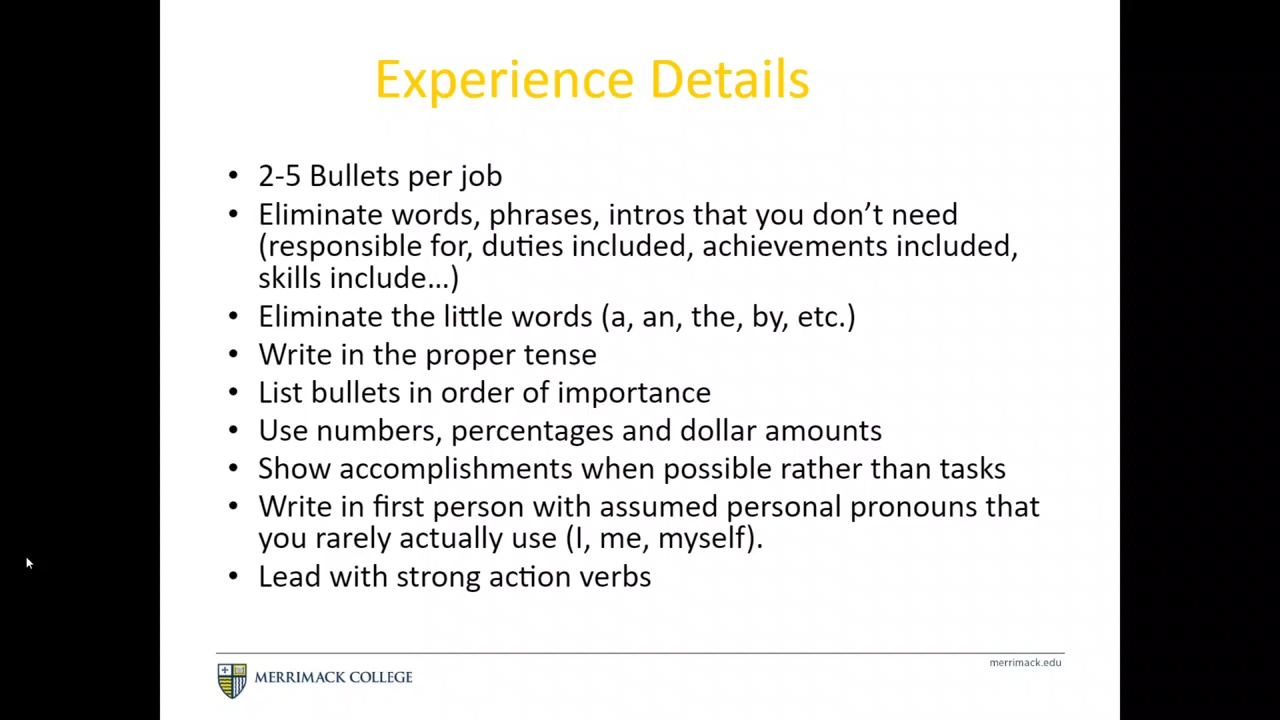 Experience Details
• 2-5 Bullets per job
• Eliminate words, phrases, intros that you don’t need
(responsible for, duties included, achievements included,
skills include…)
• Eliminate the little words (a, an, the, by, etc.)
• Write in the proper tense
• List bullets in order of importance
• Use numbers, percentages and dollar amounts
• Show accomplishments when possible rather than tasks
• Write in first person with assumed personal pronouns that
you rarely actually use (I, me, myself).
• Lead with strong action verbs
merrimack.edu
MERRIMACK COLLEGE